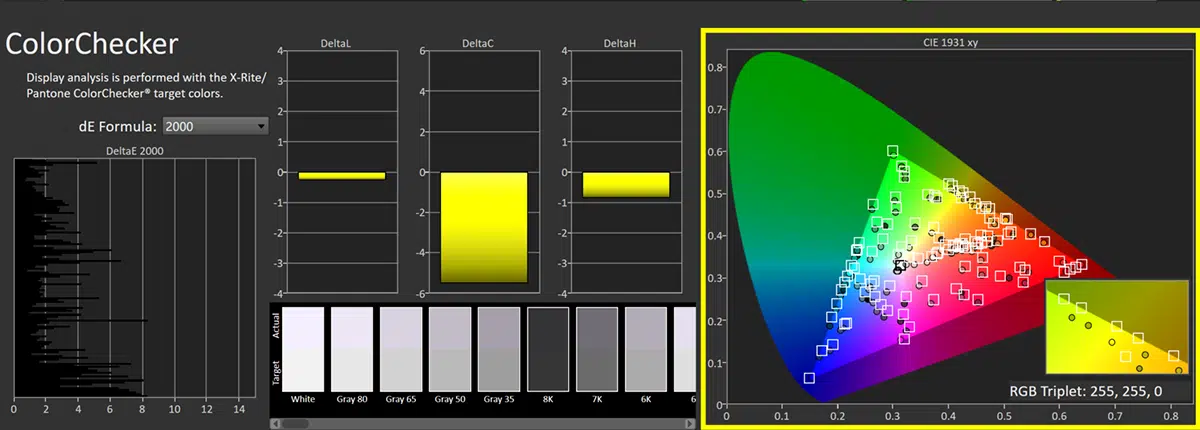 ColorChecker
Display analysis is performed with the X-Rite/
Pantone ColorChecker® target colors.
dE Formula: 2000
DeltaE 2000
0 2 4 6 8 10 12 14
DeltaL
4
3
2
1
0
-1
-2
-3
-4
DeltaC
6
4
2
0
-2
-4
-6
DeltaH
4
3
2
1
0
-1
-2
-3
-4
Actual
Target
White Gray 80 Gray 65 Gray 50 Gray 35 8K 7K 6K 6
CIE 1931 xy
0.8
0.7
0.6
0.5
0.4
0.3
0.2
0.1
0
0 0.1 0.2 0.3 0.4 0.5 0.6 0.7 0.8
RGB Triplet: 255, 255, 0